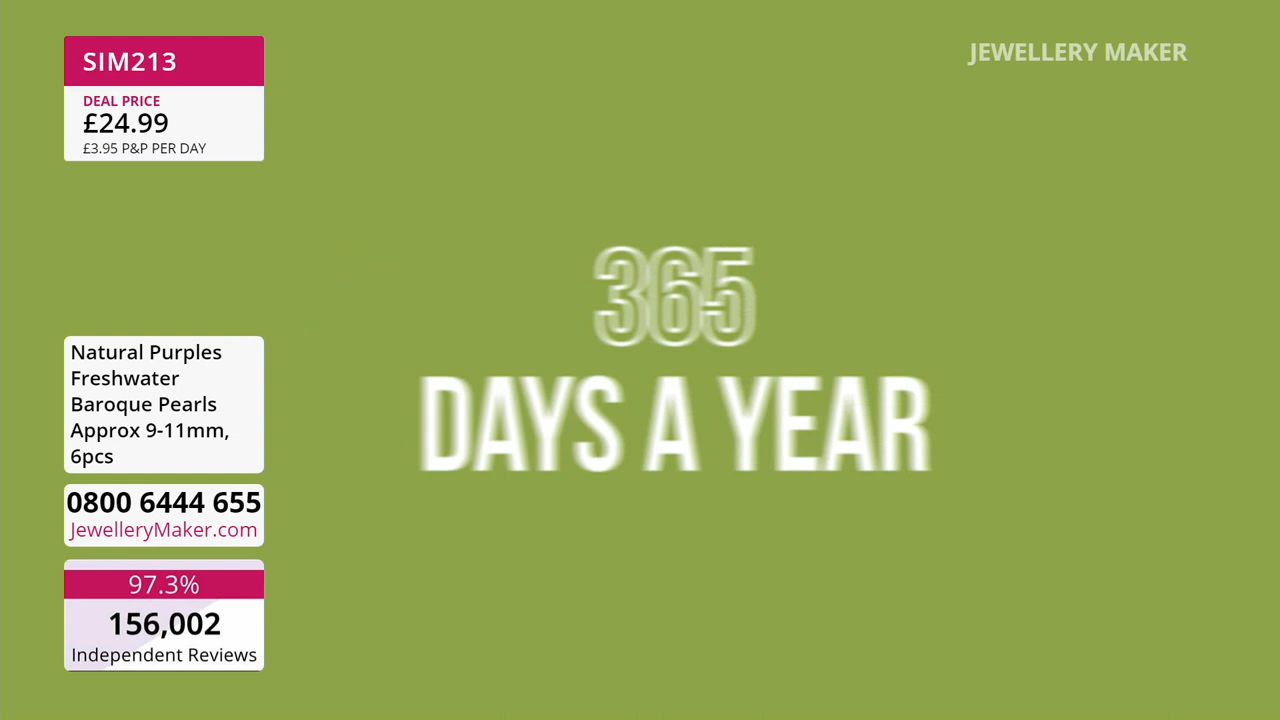 SIM213
DEAL PRICE
£24.99
£3.95 P&P PER DAY
JEWELLERY MAKER
365
DAYS A YEAR
Natural Purples
Freshwater
Baroque Pearls
Approx 9-11mm,
6pcs
0800 6444 655
JewelleryMaker.com
97.3%
156,002
Independent Reviews